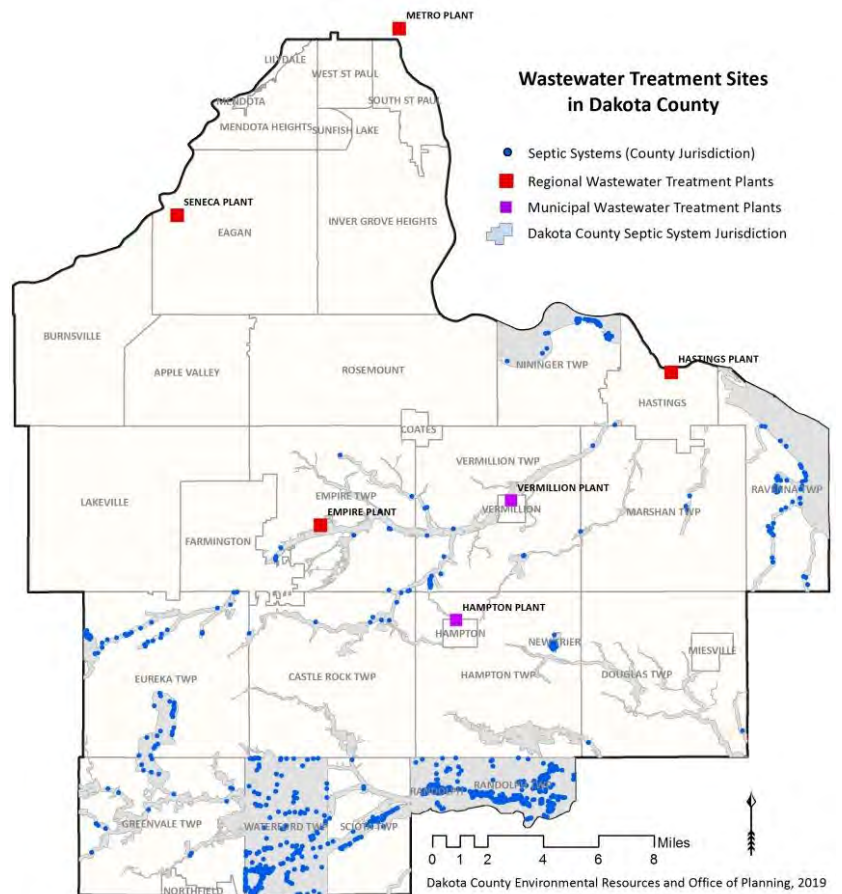 METRO PLANT
LILYDALE
WEST ST PAUL
Wastewater Treatment Sites
in Dakota County
MENDOTA
SOUTH ST PAUL
MENDOTA HEIGHTS
SUNFISH LAKE
Septic Systems (County Jurisdiction)
Regional Wastewater Treatment Plants
SENECA PLANT
Municipal Wastewater Treatment Plants
INVER GROVE HEIGHTS
EAGAN
Dakota County Septic System Jurisdiction
BURNSVILLE
HASTINGS PLANT
NININGER TWP
APPLE VALLEY
ROSEMOUNT
HASTINGS
COATES
VERMILLION TWP
LAKEVILLE
EMPIRE TWP
VERMILLION PLANT
RAVENNA TWP
EMPIRE PLANT
VERMILLION
MARSHAN TWP
FARMINGTON
HAMPTON PLANT
HAMPTON
NEW TRIER
MIESVILLE
EUREKA TWP
CASTLE ROCK TWP
HAMPTON TWP
DOUGLAS TWP
RANDOLPH
RANDOLPH TWP
GREENVALE TWP
WATERFORD TWP
SCIOTA TWP
Miles
0 1 2 4 6 8
NORTHFIELD
Dakota County Environmental Resources and Office of Planning, 2019